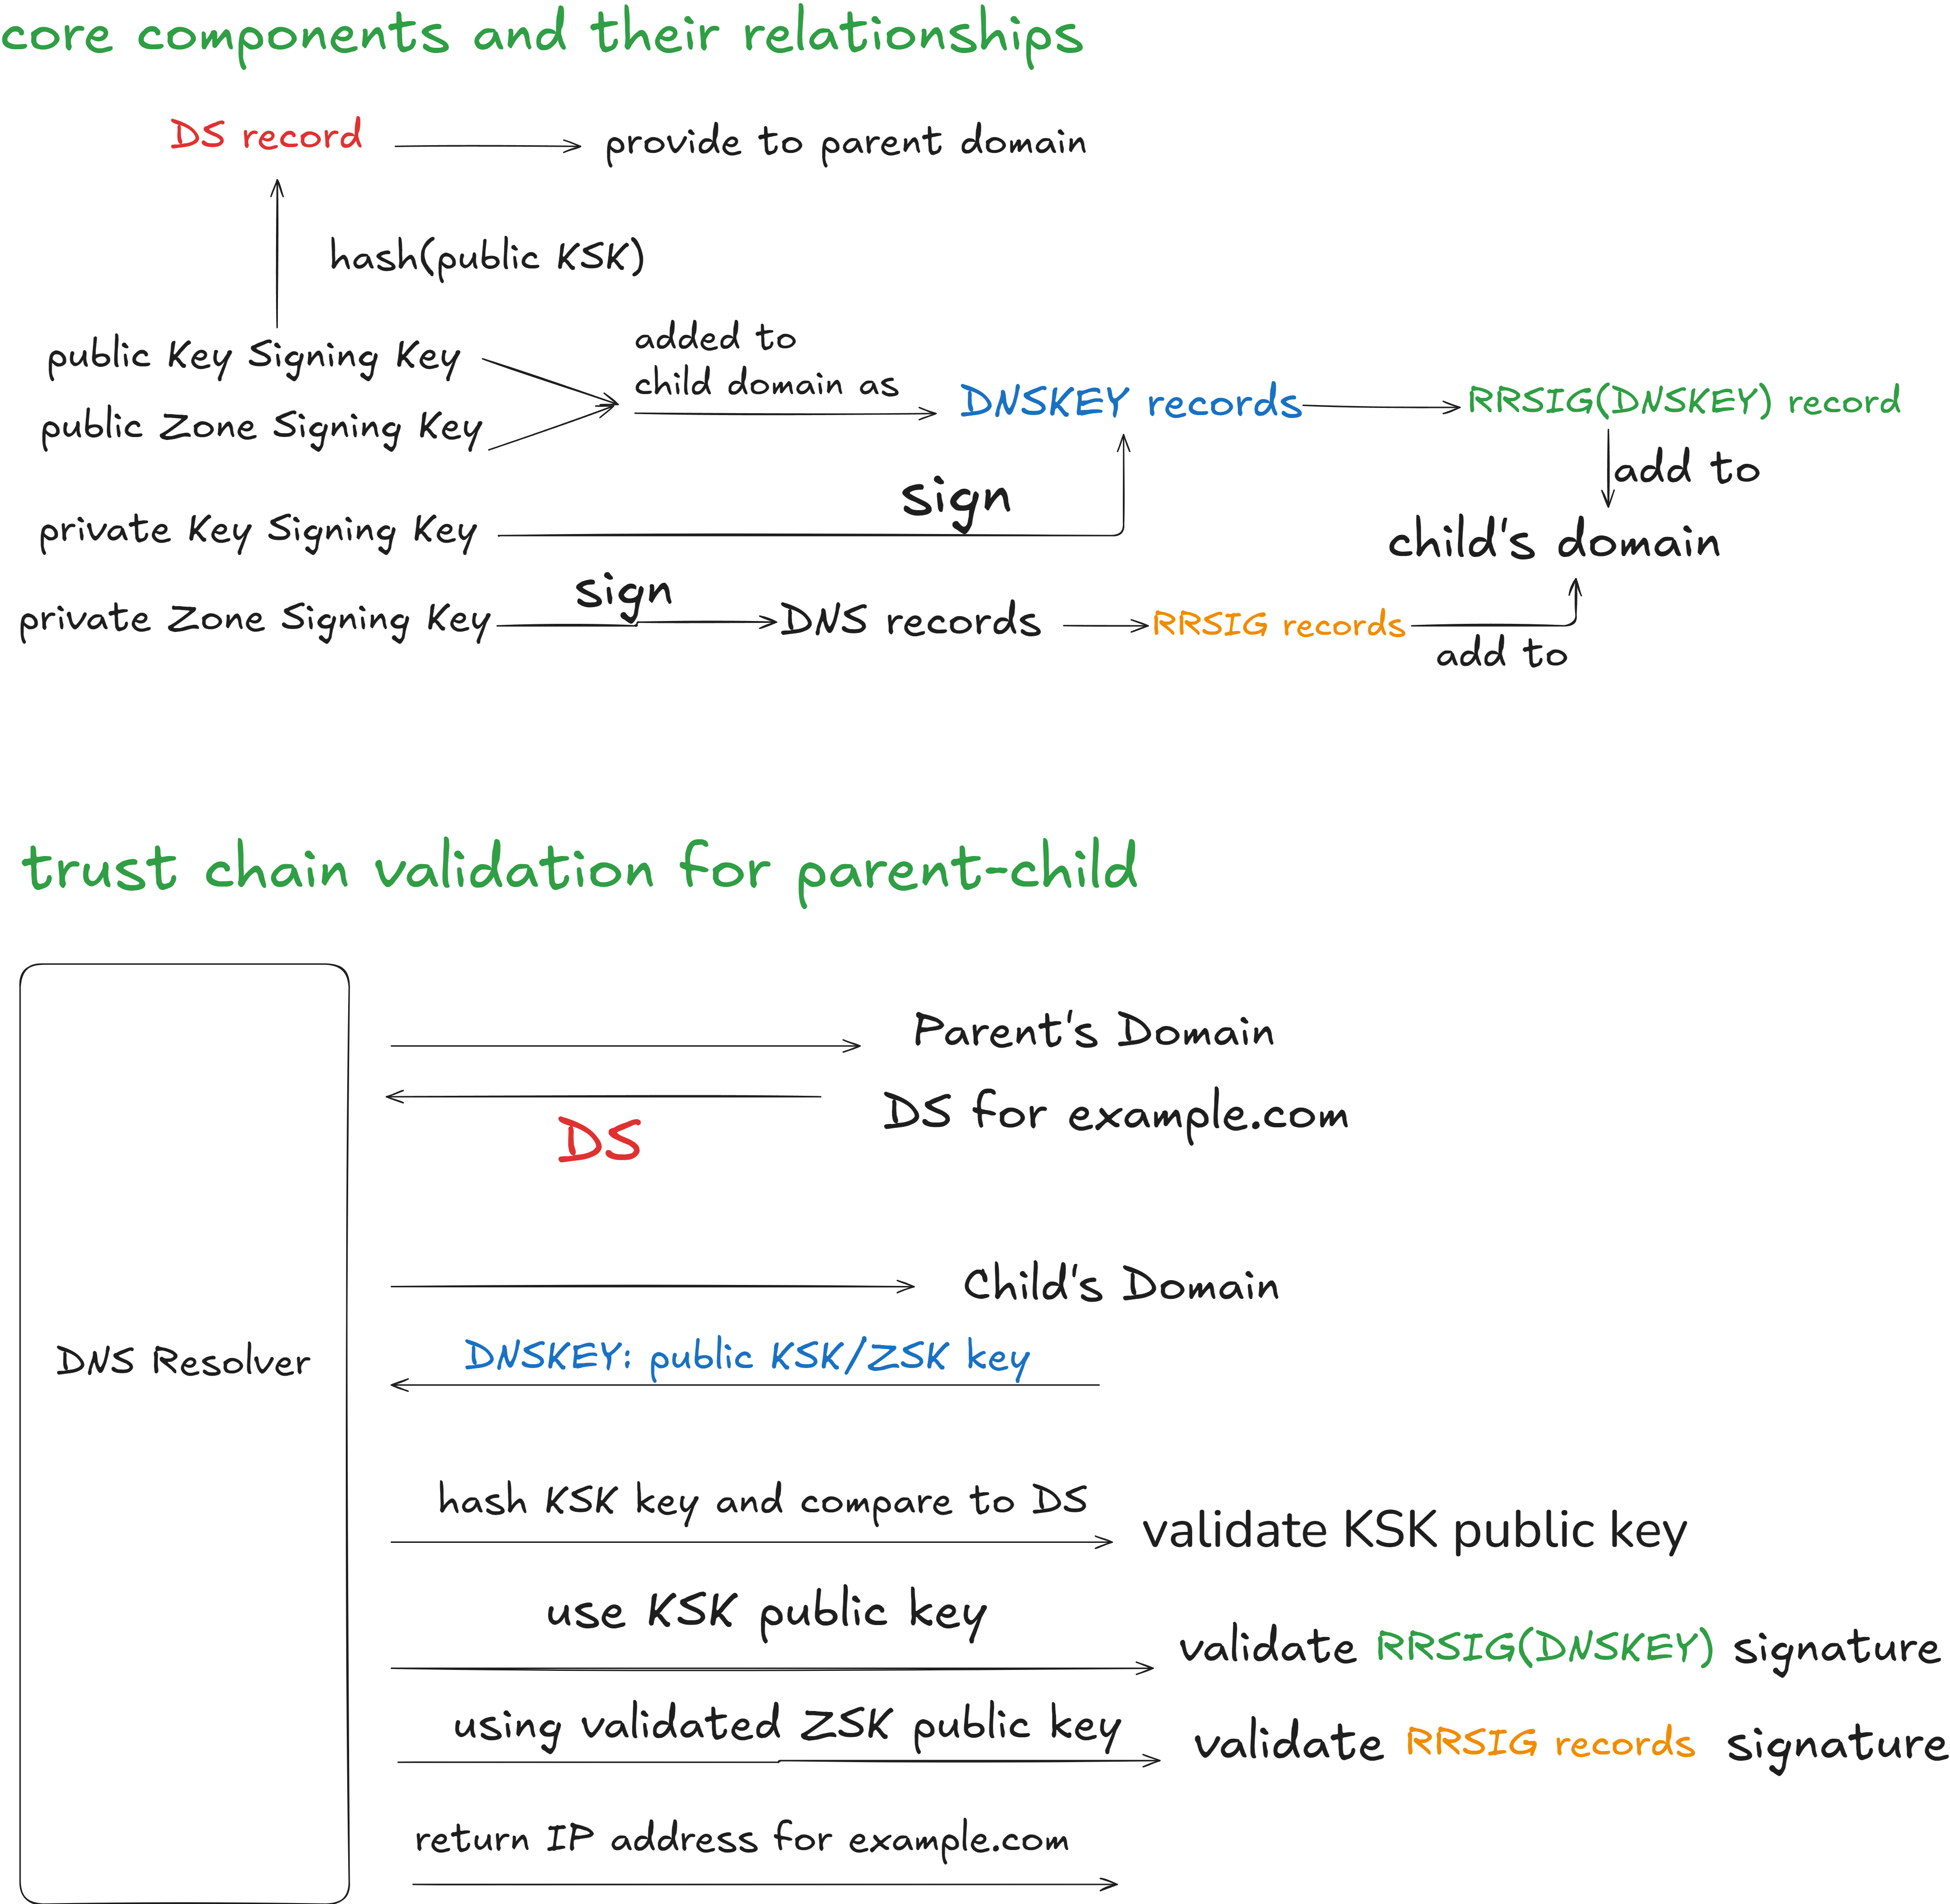 core components and their relationships
DS record
provide to parent domain
hash(public KSK)
public Key Signing Key
public Zone Signing Key
added to
child domain as
DNSKEY records
RRSIG(DNSKEY) record
add to
sign
private Key Signing Key
child's domain
sign
private Zone Signing Key
DNS records
RRSIG records
add to
trust chain validation for parent-child
Parent's Domain
DS for example.com
DS
Child's Domain
DNS Resolver
DNSKEY: public KSK/ZSK key
hash KSK key and compare to DS
validate KSK public key
use KSK public key
validate RRSIG(DNSKEY) signature
using validated ZSK public key
validate RRSIG records signature
return IP address for example.com